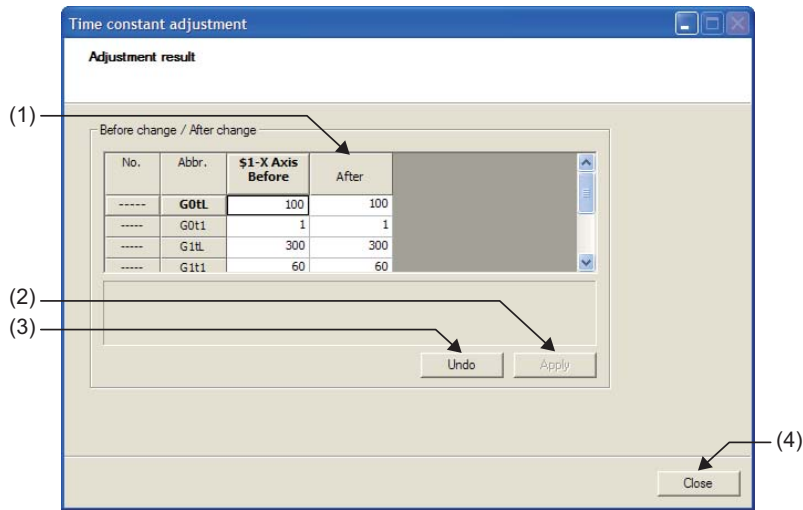 Time constant adjustment
Adjustment result
(1)
Before change / After change
No. Abbr. $1-X Axis Before After
----- G0tL 100 100
----- G0t1 1 1
----- G1tL 300 300
----- G1t1 60 60
(2)
(3)
Undo Apply
(4)
Close